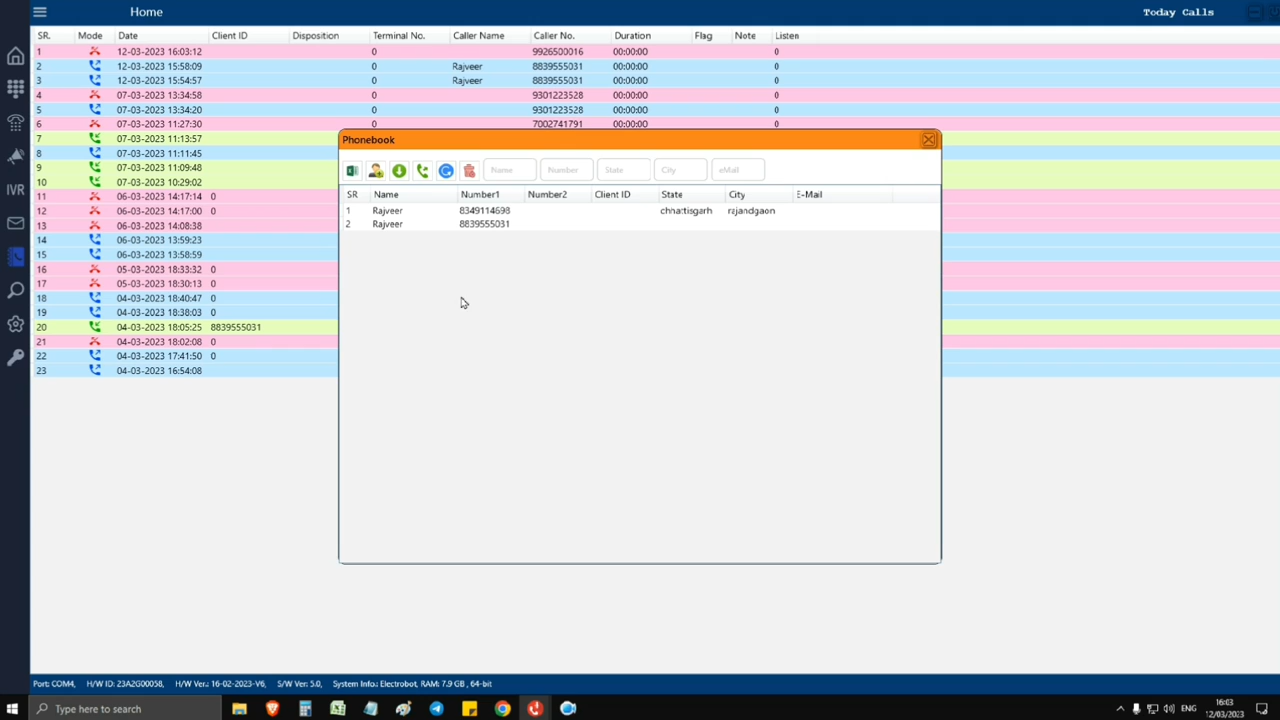 Home Today Calls
SR. Mode Date Client ID Disposition Terminal No. Caller Name Caller No. Duration Flag Note Listen
1 12-03-2023 16:03:12 0 9926500016 00:00:00 0
2 12-03-2023 15:58:09 0 Rajveer 8839555031 00:00:00 0
3 12-03-2023 15:54:57 0 Rajveer 8839555031 00:00:00 0
4 07-03-2023 13:34:58 0 9301223528 00:00:00 0
5 07-03-2023 13:34:20 0 9301223528 00:00:00 0
6 07-03-2023 11:27:30 0 7002741791 00:00:00 0
7 07-03-2023 11:13:57
8 07-03-2023 11:11:45
9 07-03-2023 11:09:48
10 07-03-2023 10:29:02
11 06-03-2023 14:17:14 0
12 06-03-2023 14:17:00 0
13 06-03-2023 14:08:38
14 06-03-2023 13:59:23
15 06-03-2023 13:58:59
16 05-03-2023 18:33:32 0
17 05-03-2023 18:30:13 0
18 04-03-2023 18:40:47 0
19 04-03-2023 18:38:03 0
20 04-03-2023 18:05:25 8839555031
21 04-03-2023 18:02:08 0
22 04-03-2023 17:41:50 0
23 04-03-2023 16:54:08
IVR
Phonebook
Name Number State City eMail
SR Name Number1 Number2 Client ID State City E-Mail
1 Rajveer 8349114698 chhattisgarh rajandgaon
2 Rajveer 8839555031
Port: COM4, H/W ID: 23A2G00058, H/W Ver.: 16-02-2023-V6, S/W Ver: 5.0, System Info.: Electrobot, RAM: 7.9 GB , 64-bit
Type here to search ENG 16:03
12/03/2023